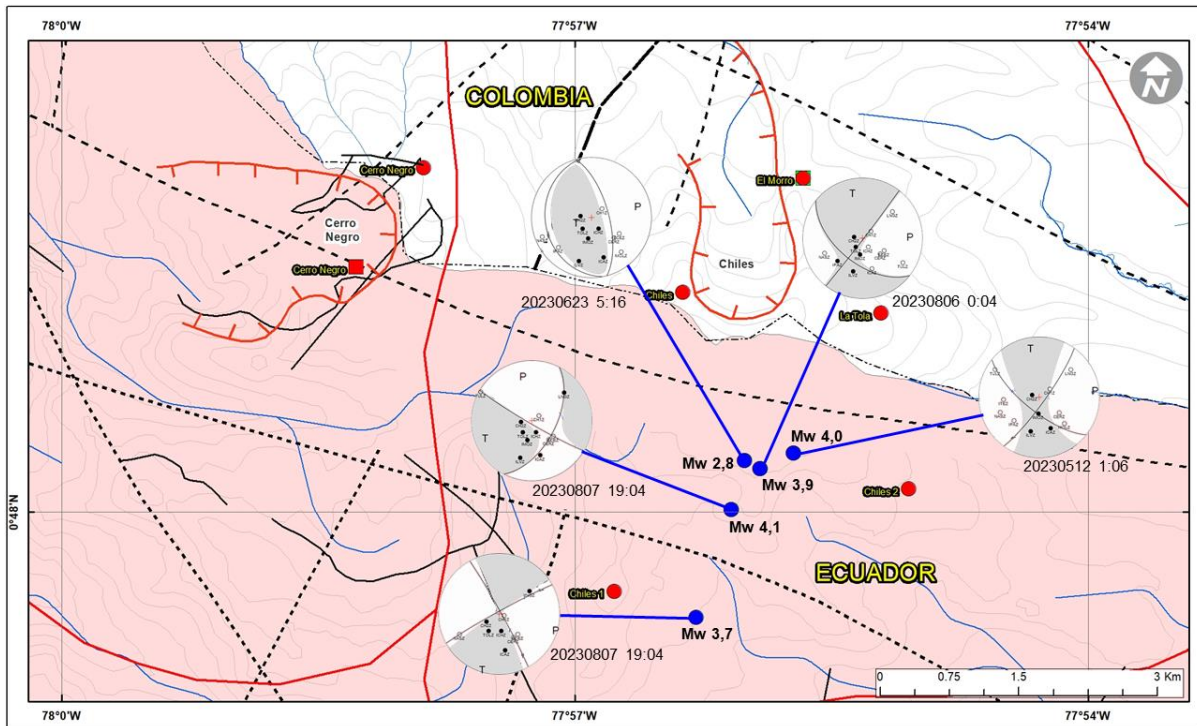 78°0'W
77°57'W
77°54'W
N
COLOMBIA
Cerro Negro
El Morro
Cerro
Negro
Cerro Negro
T
P
T
P
Chiles
20230623 5:16
Chiles
20230806 0:04
La Tola
T
P
P
T
Mw 4,0
Mw 2,8
Mw 3,9
20230512 1:06
20230807 19:04
Chiles 2
0°48'N
Mw 4,1
ECUADOR
Chiles 1
P
Mw 3,7
20230807 19:04
T
0 0.75 1.5 3 Km
78°0'W
77°57'W
77°54'W